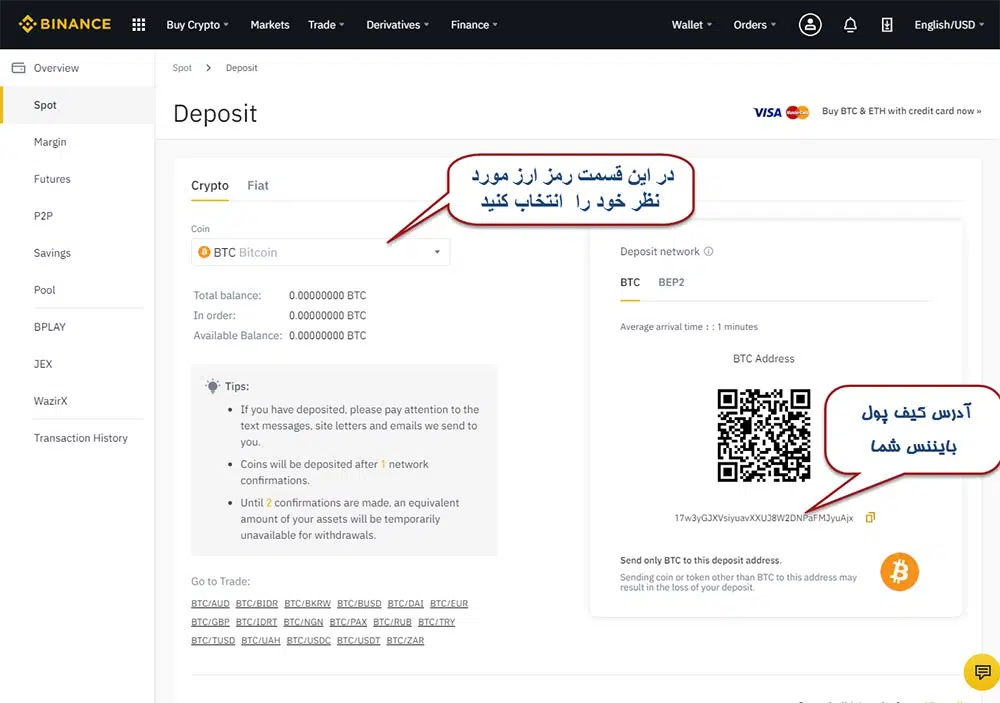 BINANCE
Buy Crypto
Markets
Trade
Derivatives
Finance
Wallet
Orders
English/USD
Overview
Spot
Margin
Futures
P2P
Savings
Pool
BPLAY
JEX
WazirX
Transaction History
Spot > Deposit
Deposit
VISA
Buy BTC & ETH with credit card now »
Crypto
Fiat
در این قسمت رمز ارز مورد
نظر خود را انتخاب کنید
Coin
BTC Bitcoin
Total balance: 0.00000000 BTC
In order: 0.00000000 BTC
Available Balance: 0.00000000 BTC
Tips:
• If you have deposited, please pay attention to the
text messages, site letters and emails we send to
you.
• Coins will be deposited after 1 network
confirmations.
• Until 2 confirmations are made, an equivalent
amount of your assets will be temporarily
unavailable for withdrawals.
Go to Trade:
BTC/AUD BTC/BIDR BTC/BKRW BTC/BUSD BTC/DAI BTC/EUR
BTC/GBP BTC/IDRT BTC/NGN BTC/PAX BTC/RUB BTC/TRY
BTC/TUSD BTC/UAH BTC/USDC BTC/USDT BTC/ZAR
Deposit network
BTC
BEP2
Average arrival time : : 1 minutes
BTC Address
آدرس کیف پول
بایننس شما
17w3yGJXVsiyuavXXUJ8W2DNPaFMJyuAjx
Send only BTC to this deposit address.
Sending coin or token other than BTC to this address may
result in the loss of your deposit.